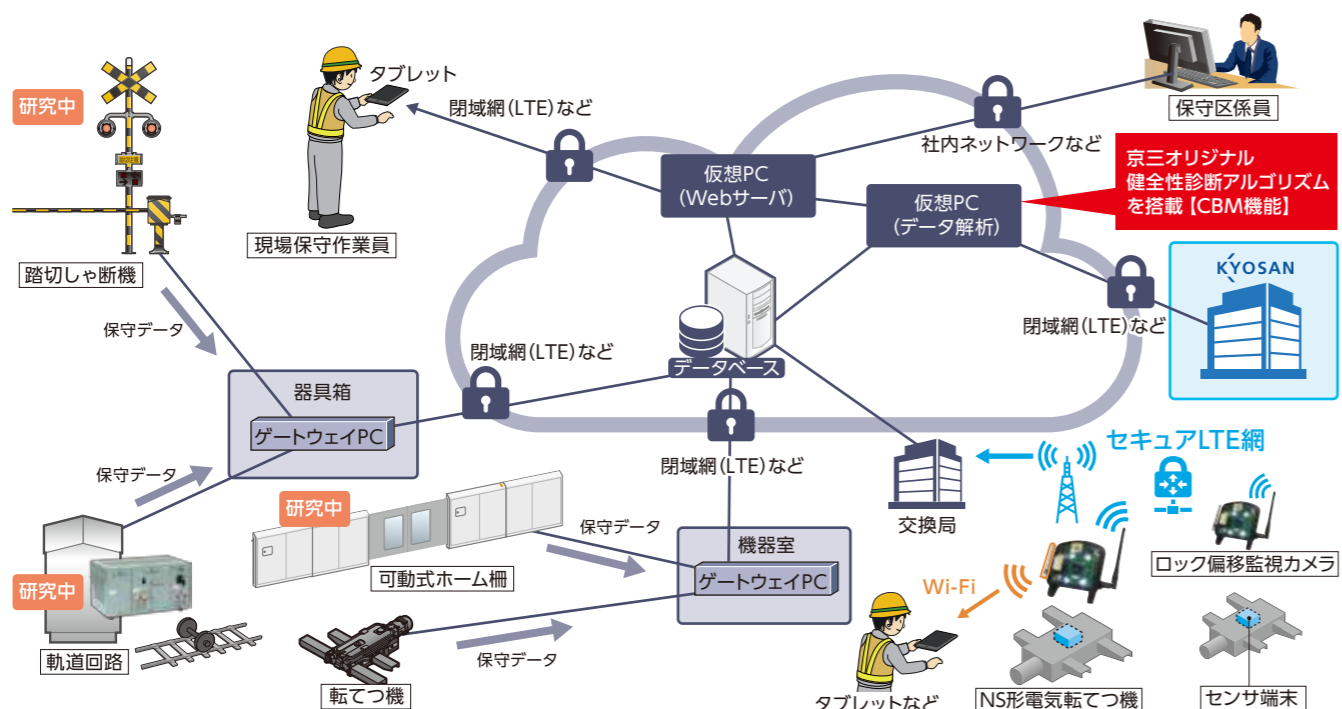 研究中
踏切しゃ断機
タブレット
現場保守作業員
閉域網(LTE)など
仮想PC
(Webサーバ)
社内ネットワークなど
保守区係員
仮想PC
(データ解析)
京三オリジナル
健全性診断アルゴリズム
を搭載【CBM機能】
KYOSAN
閉域網(LTE)など
保守データ
閉域網(LTE)など
データベース
器具箱
ゲートウェイPC
閉域網(LTE)など
交換局
セキュアLTE網
ロック偏移監視カメラ
保守データ
研究中
可動式ホーム柵
保守データ
機器室
ゲートウェイPC
Wi-Fi
研究中
軌道回路
転てつ機
保守データ
タブレットなど
NS形電気転てつ機
センサ端末